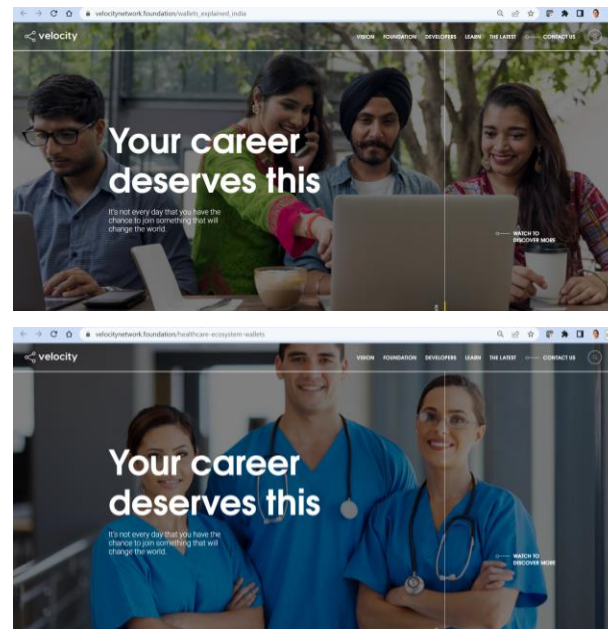 velocitynetwork.foundation/wallets_explained_india
velocity
VISION FOUNDATION DEVELOPERS LEARN THE LATEST CONTACT US
Your career
deserves this
It's not every day that you have the
chance to join something that will
change the world.
WATCH TO
DISCOVER MORE
velocitynetwork.foundation/healthcare-ecosystem-wallets
velocity
VISION FOUNDATION DEVELOPERS LEARN THE LATEST CONTACT US
Your career
deserves this
It's not every day that you have the
chance to join something that will
change the world.
WATCH TO
DISCOVER MORE